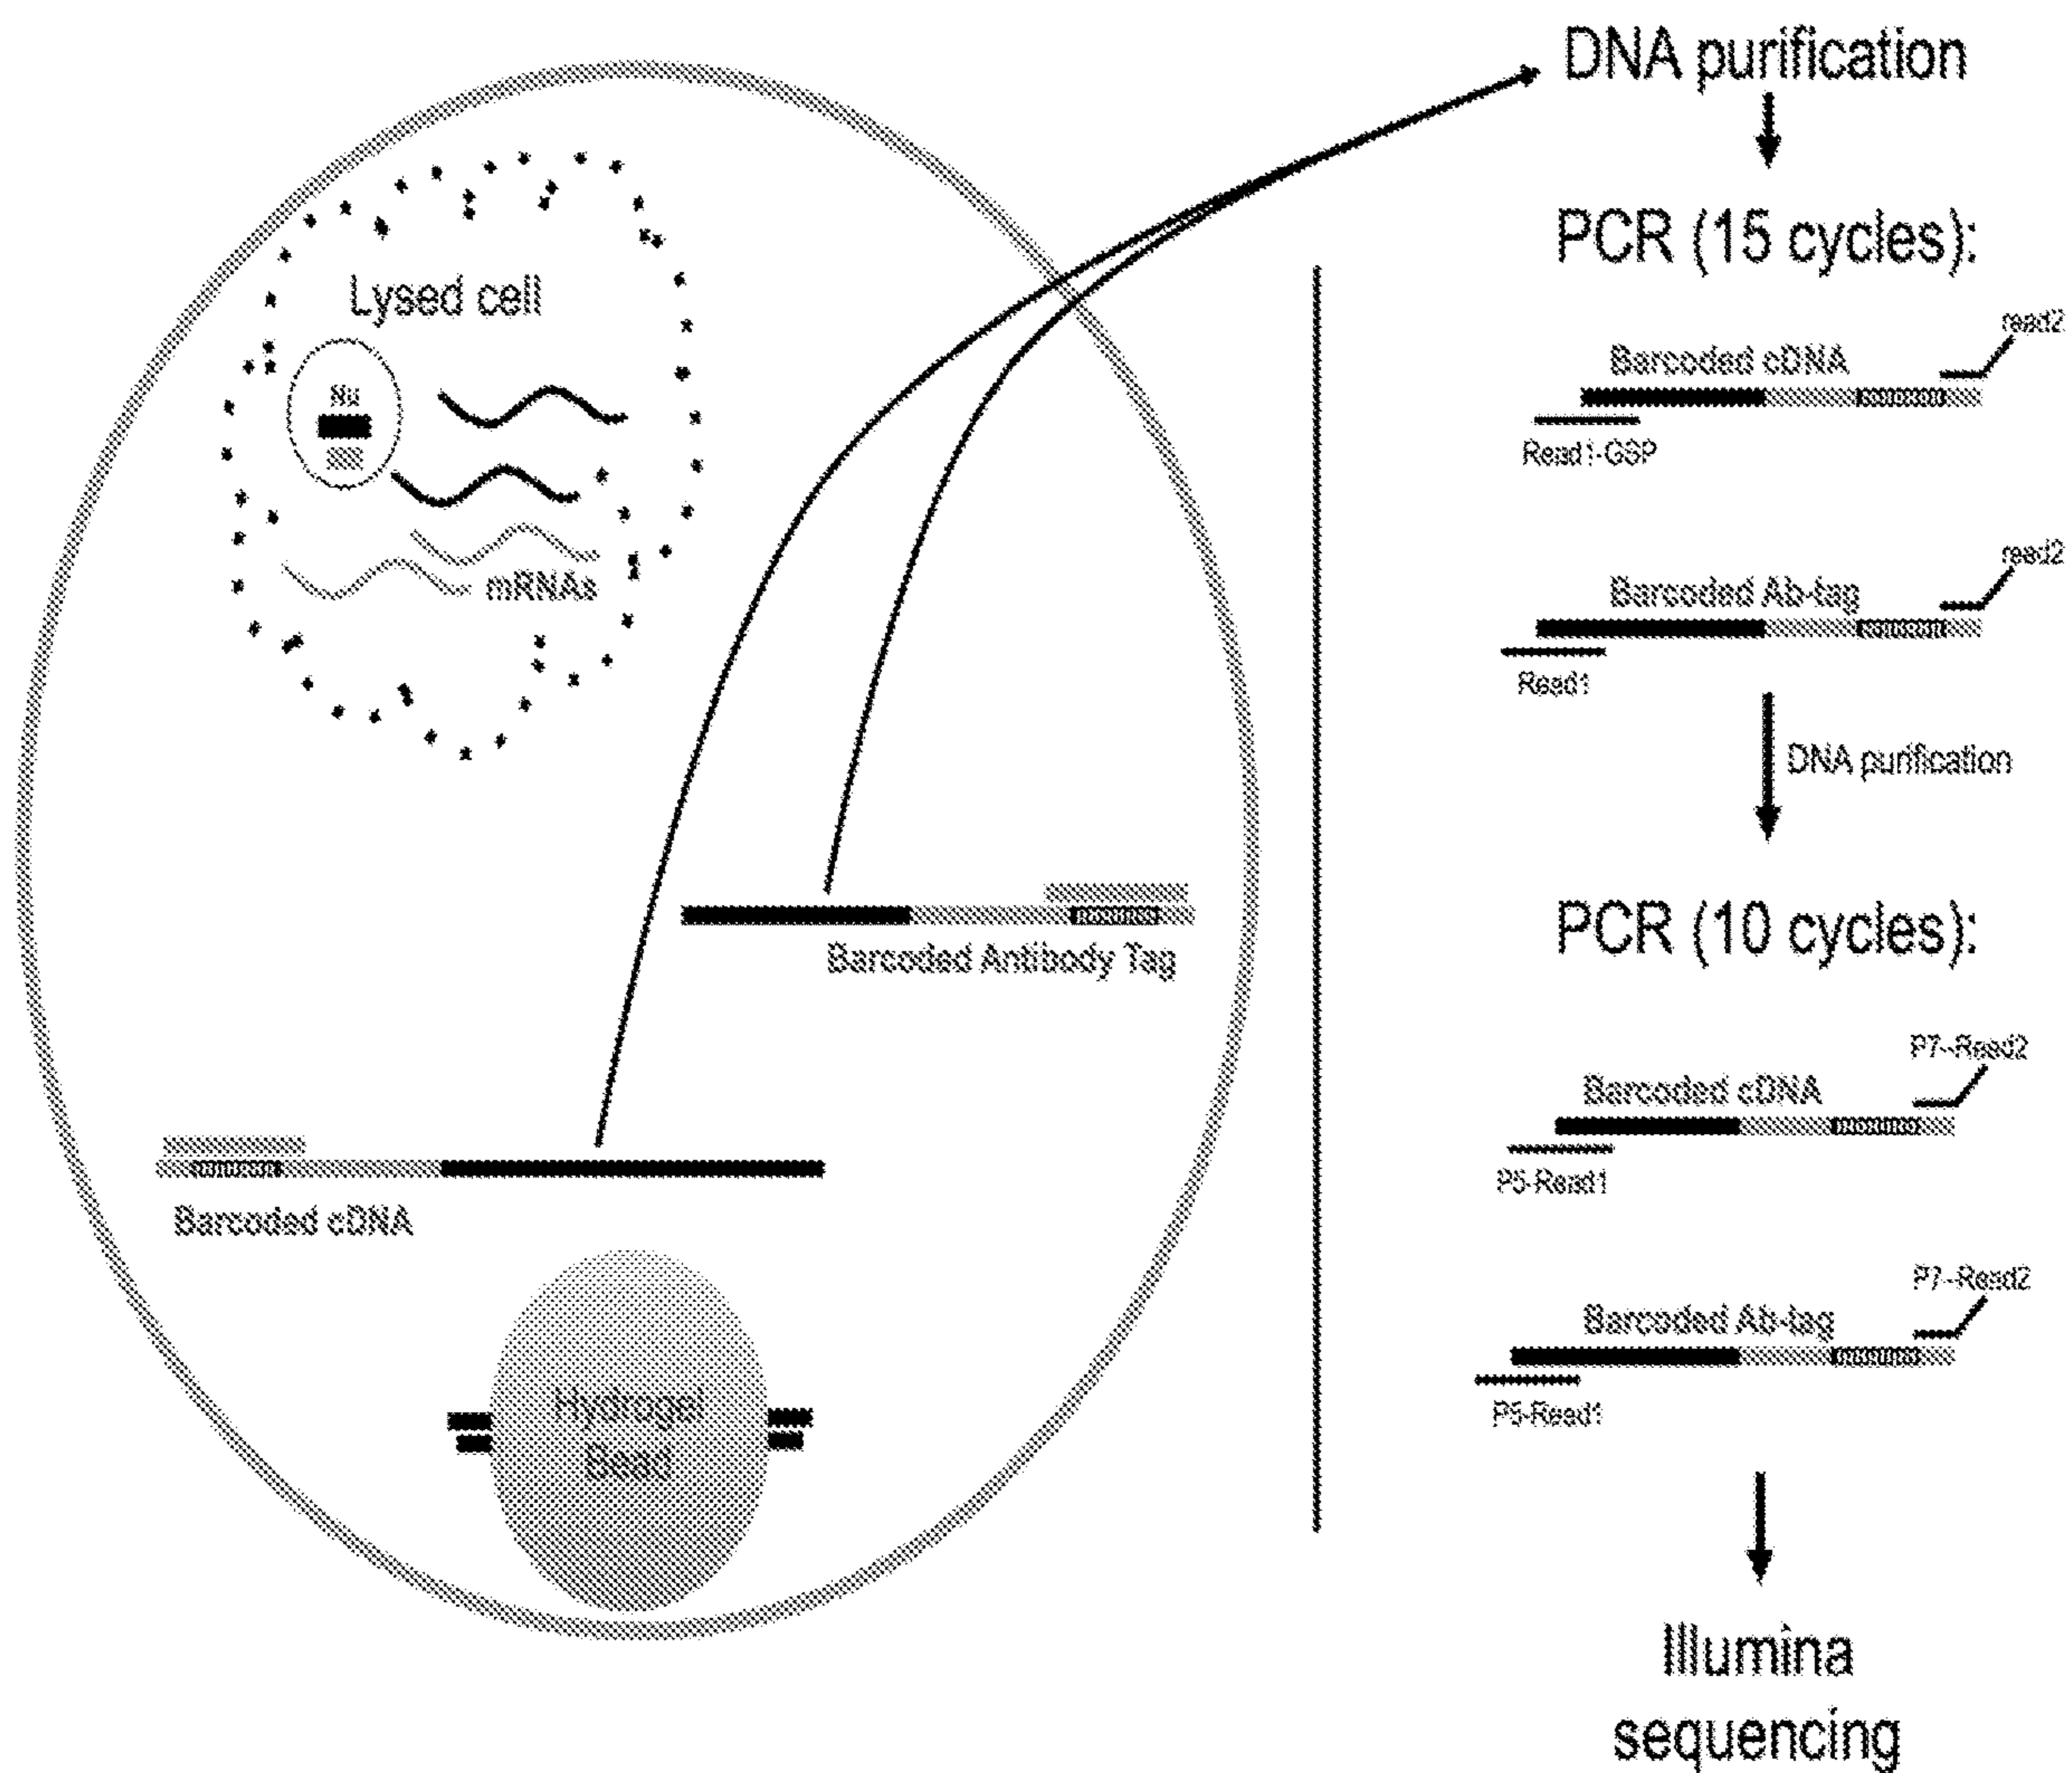 Lysed cell
Nu
mRNAs
Barcoded Antibody Tag
Barcoded cDNA
Hydrogel
Bead
DNA purification
PCR (15 cycles):
read2
Barcoded cDNA
Read1-GSP
read2
Barcoded Ab-tag
Read1
DNA purification
PCR (10 cycles):
P7--Read2
Barcoded cDNA
P5-Read1
P7--Read2
Barcoded Ab-tag
P5-Read1
Illumina
sequencing